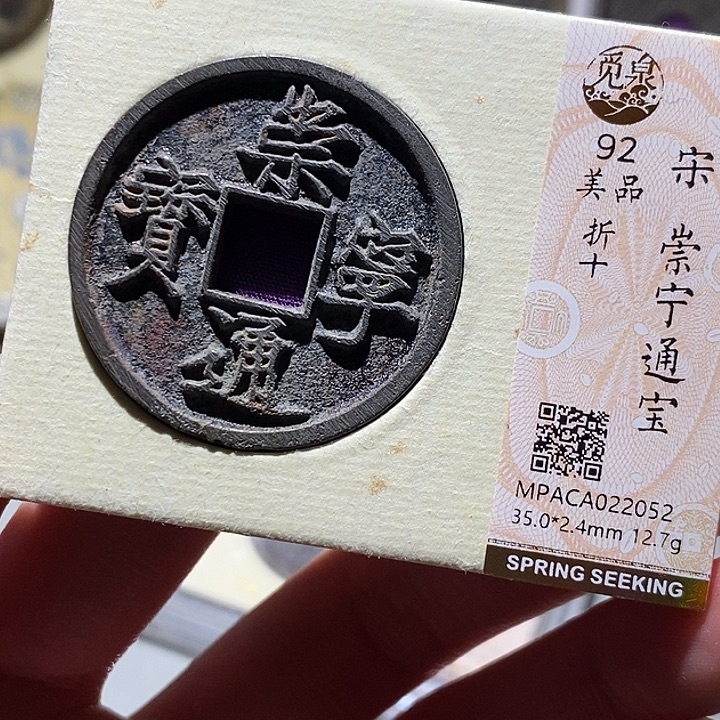 崇
寧
通
寶
觅泉
92
美品
折十
宋
崇宁通宝
MPACA022052
35.0*2.4mm 12.7g
SPRING SEEKING